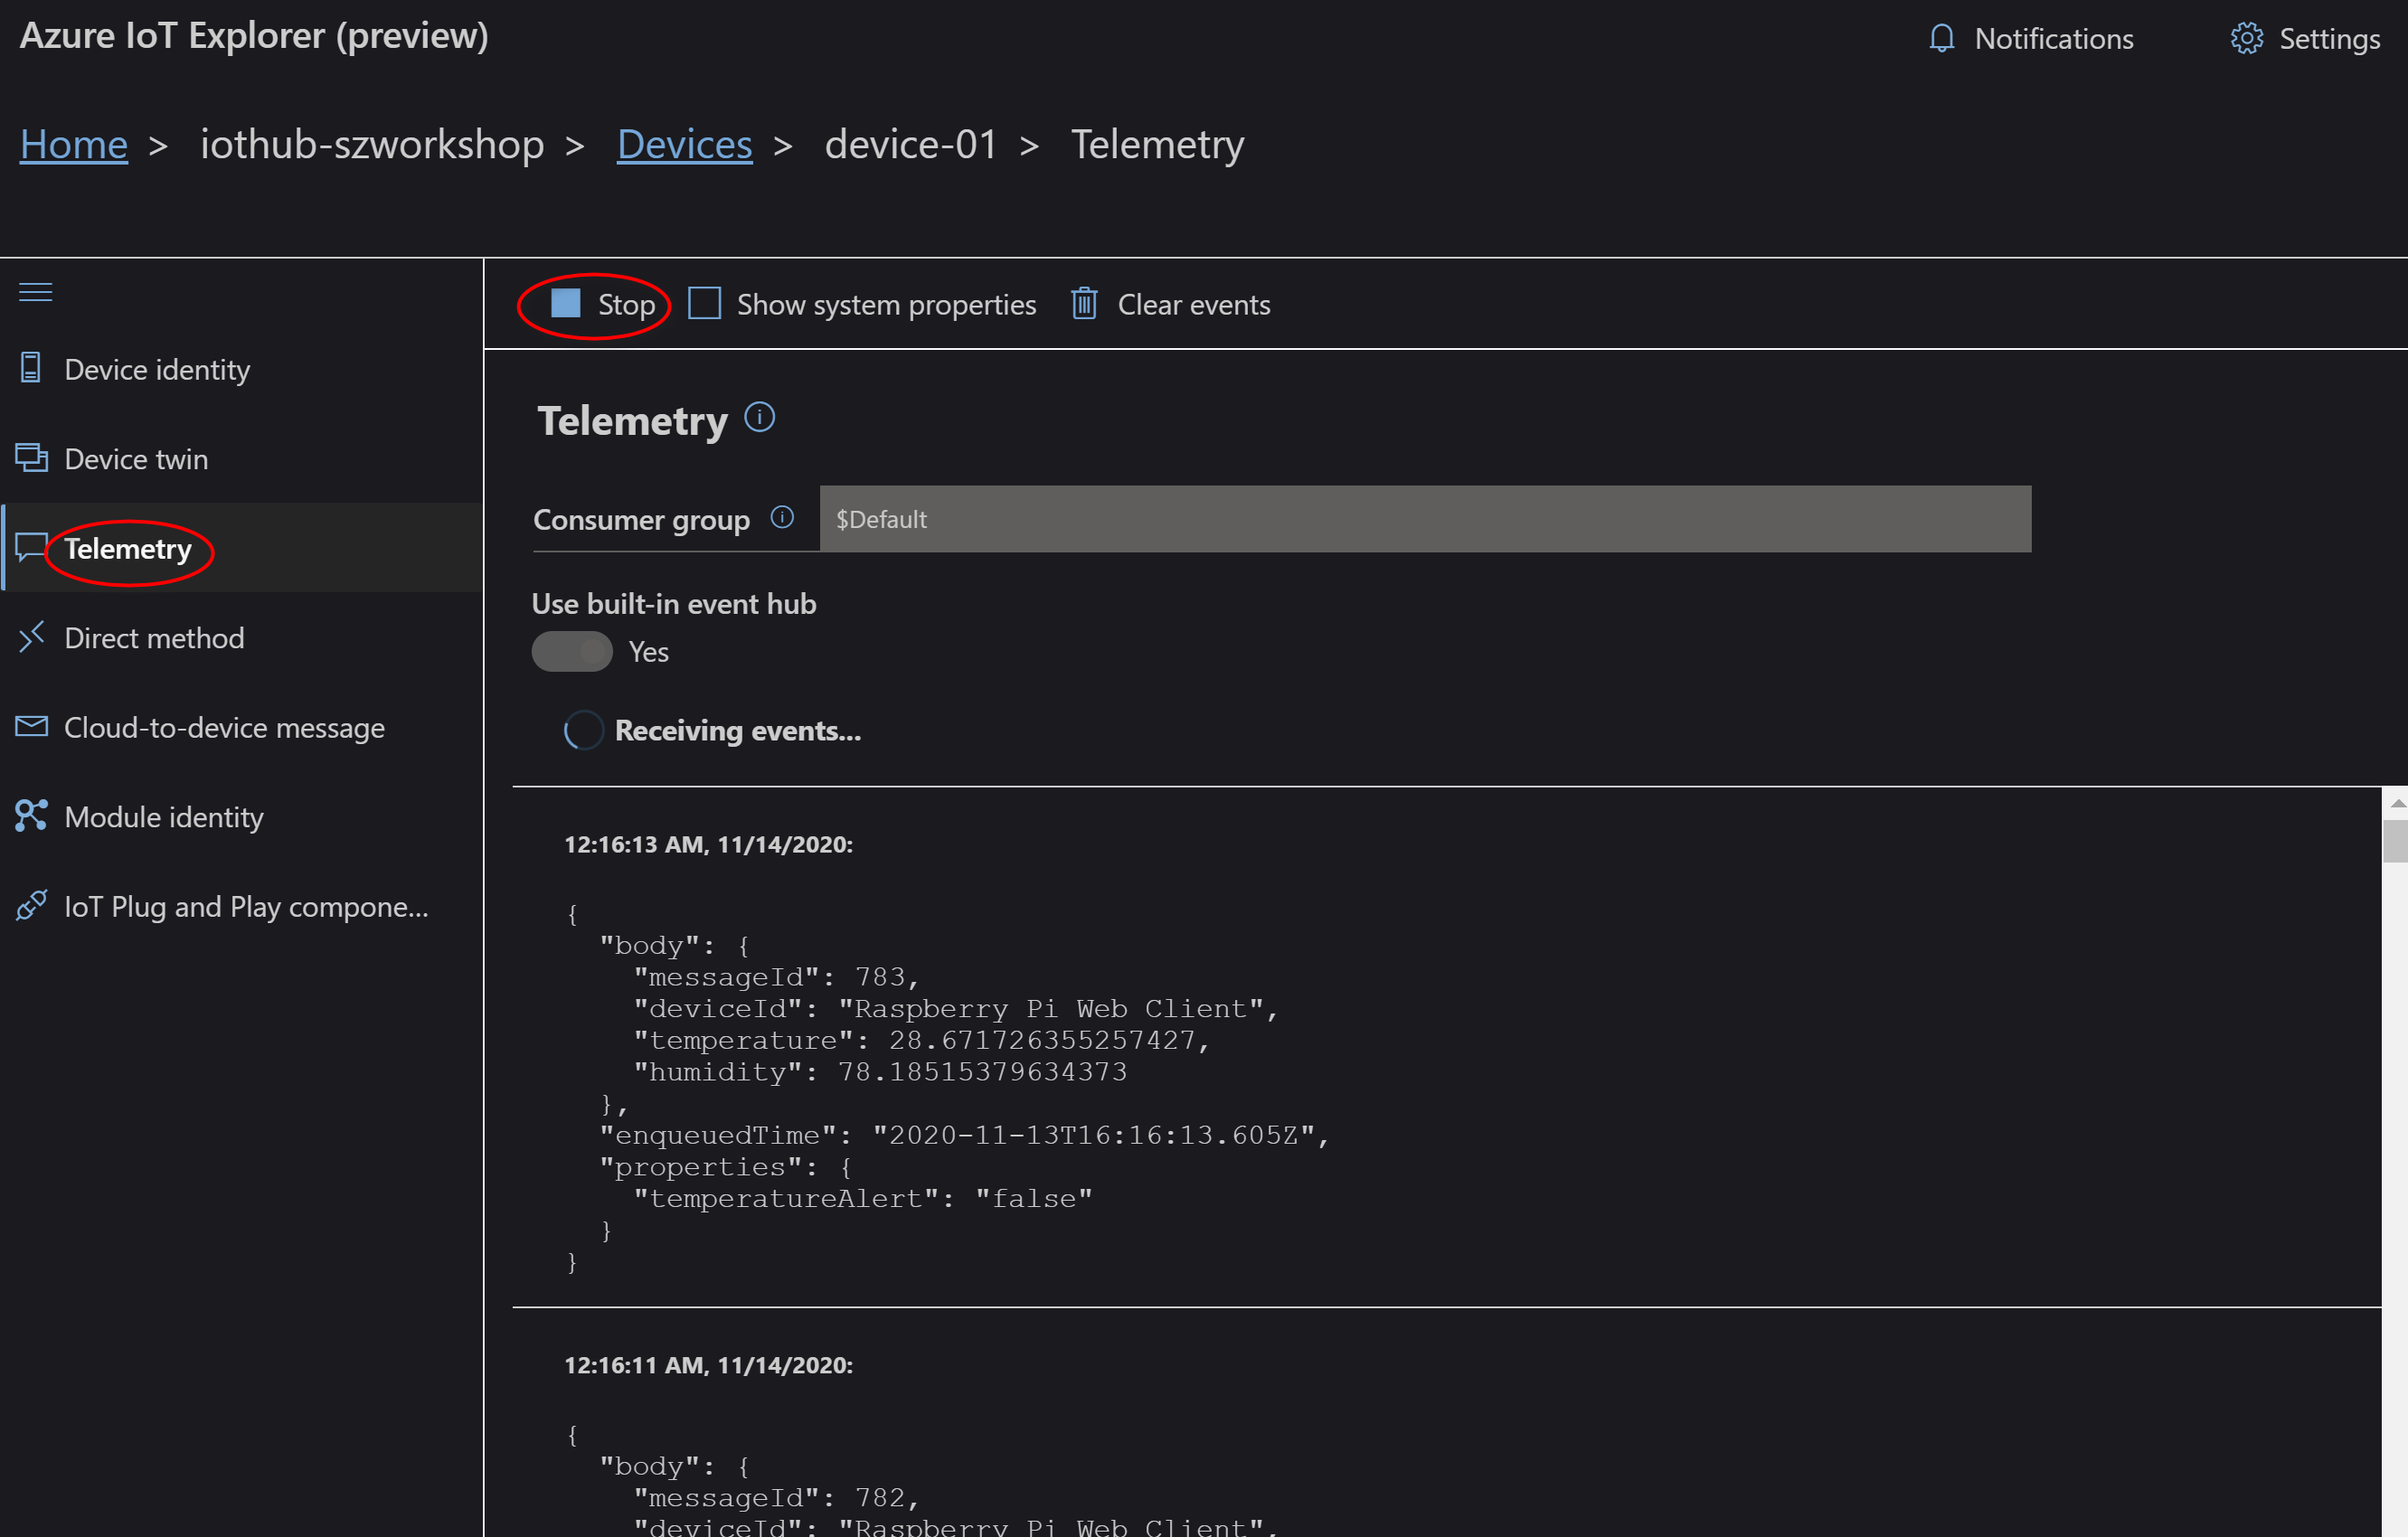 Azure IoT Explorer (preview)
Notifications
Settings
Home > iothub-szworkshop > Devices > device-01 > Telemetry
Device identity
Device twin
Telemetry
Direct method
Cloud-to-device message
Module identity
IoT Plug and Play compone...
Stop
Show system properties
Clear events
Telemetry
Consumer group
$Default
Use built-in event hub
Yes
Receiving events...
12:16:13 AM, 11/14/2020:
{
"body": {
"messageId": 783,
"deviceId": "Raspberry Pi Web Client",
"temperature": 28.671726355257427,
"humidity": 78.18515379634373
},
"enqueuedTime": "2020-11-13T16:16:13.605Z",
"properties": {
"temperatureAlert": "false"
}
}
12:16:11 AM, 11/14/2020:
{
"body": {
"messageId": 782,
"deviceId": "Raspberry Pi Web Client",